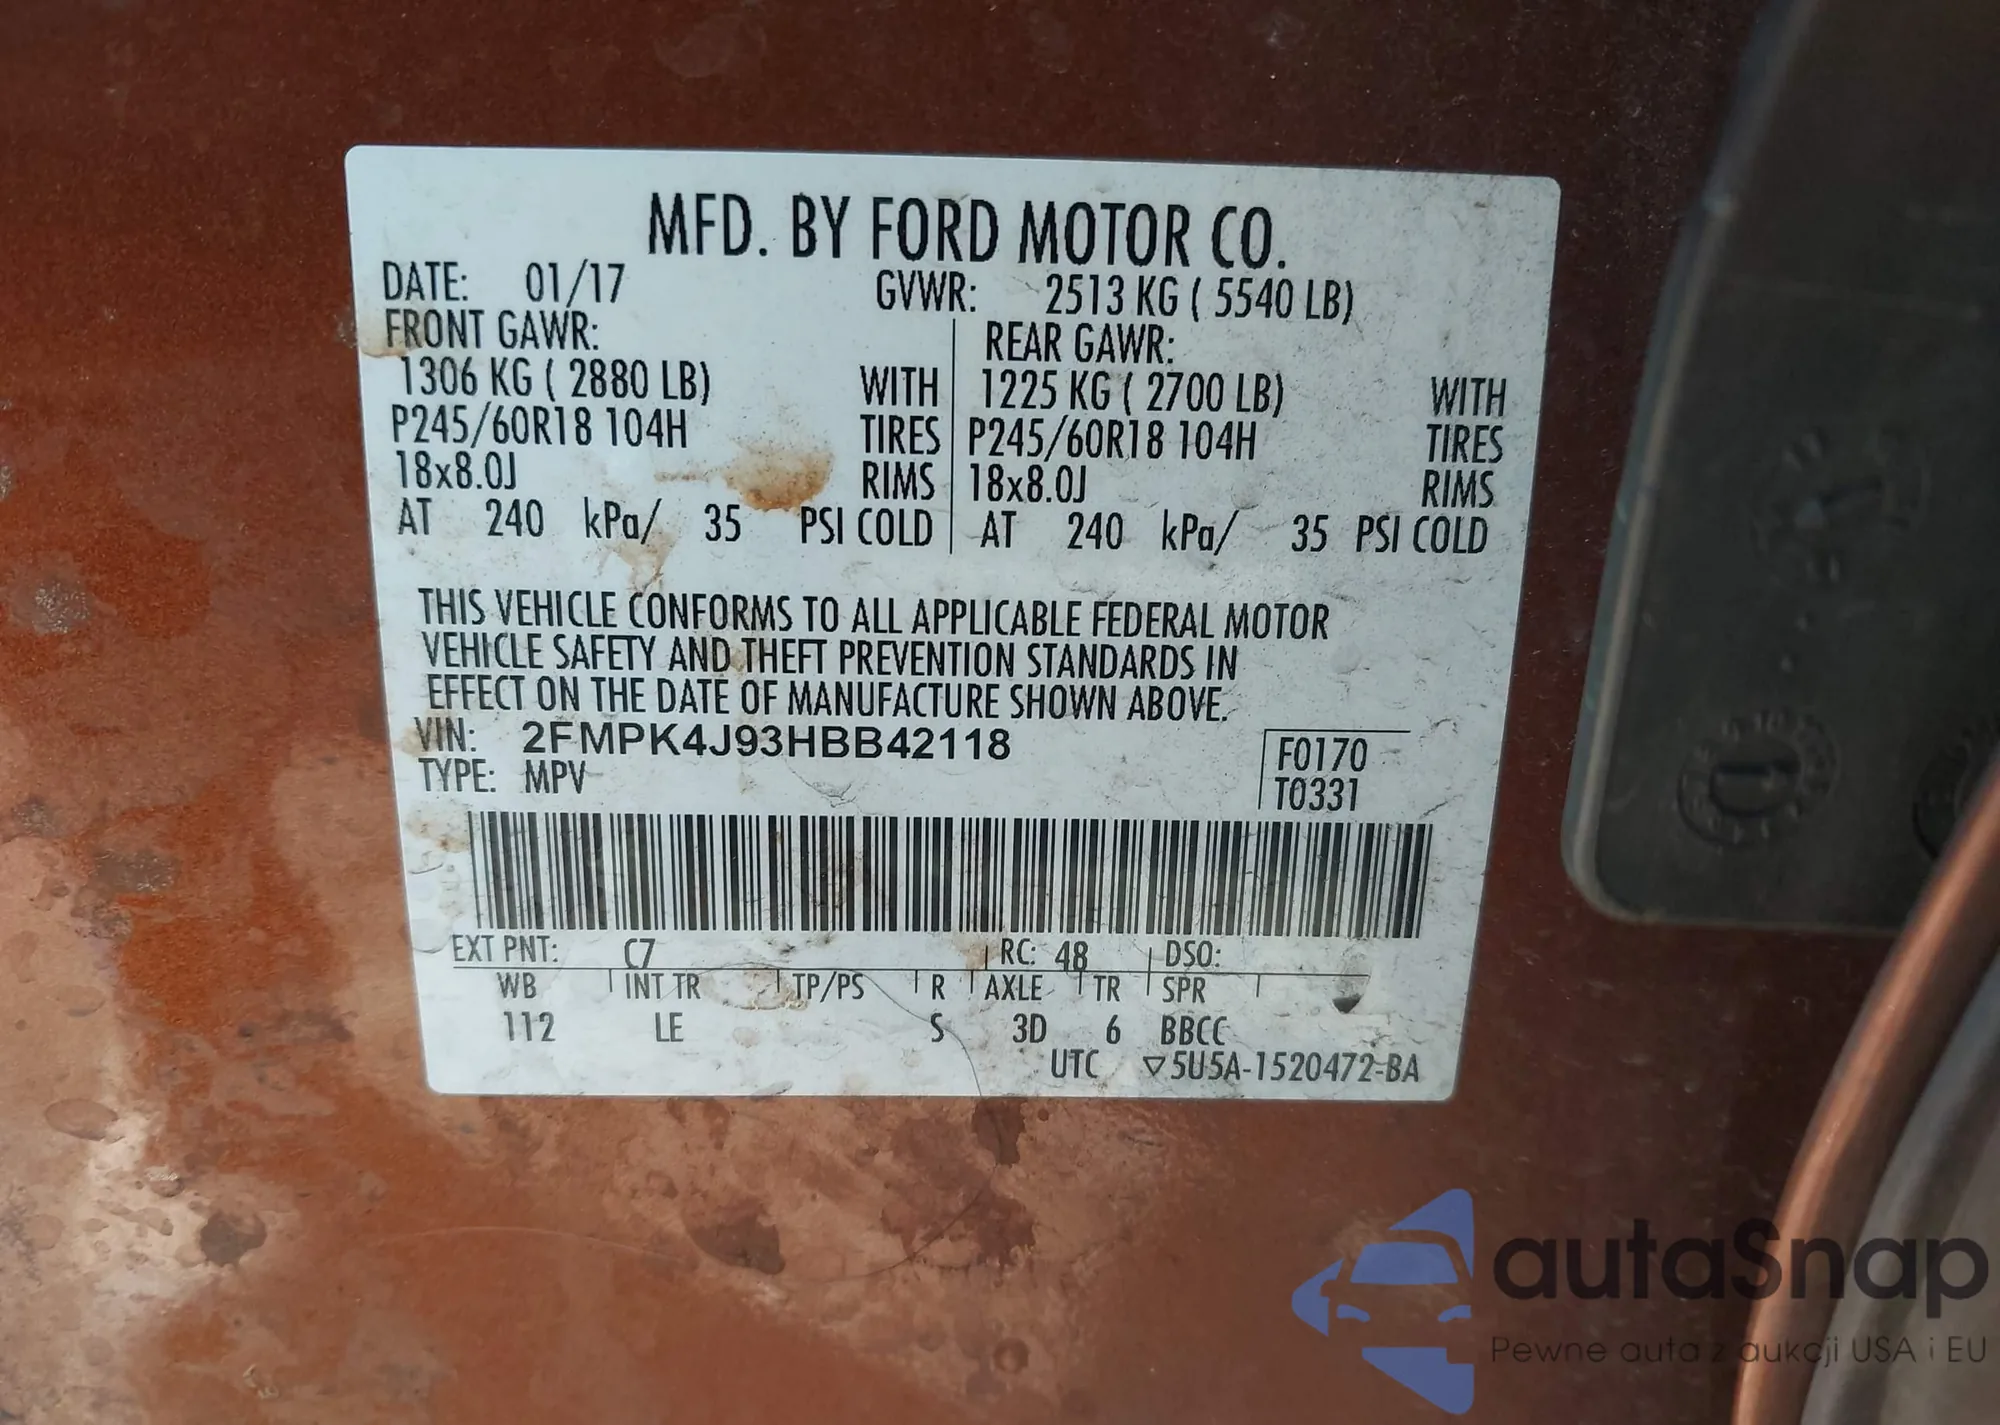 MFD. BY FORD MOTOR CO.
DATE: 01/17 GVWR: 2513 KG ( 5540 LB)
FRONT GAWR: REAR GAWR:
1306 KG ( 2880 LB) WITH 1225 KG ( 2700 LB) WITH
P245/60R18 104H TIRES P245/60R18 104H TIRES
18x8.0J RIMS 18x8.0J RIMS
AT 240 kPa/ 35 PSI COLD AT 240 kPa/ 35 PSI COLD
THIS VEHICLE CONFORMS TO ALL APPLICABLE FEDERAL MOTOR
VEHICLE SAFETY AND THEFT PREVENTION STANDARDS IN
EFFECT ON THE DATE OF MANUFACTURE SHOWN ABOVE.
VIN: 2FMPK4J93HBB42118
F0170
TYPE: MPV
T0331
EXT PNT: C7 RC: 48 DSO:
WB INT TR TP/PS R AXLE TR SPR
112 LE S 3D 6 BBCC
UTC ▽5U5A-1520472-BA
autaSnap
Pewne auta z aukcji USA i EU